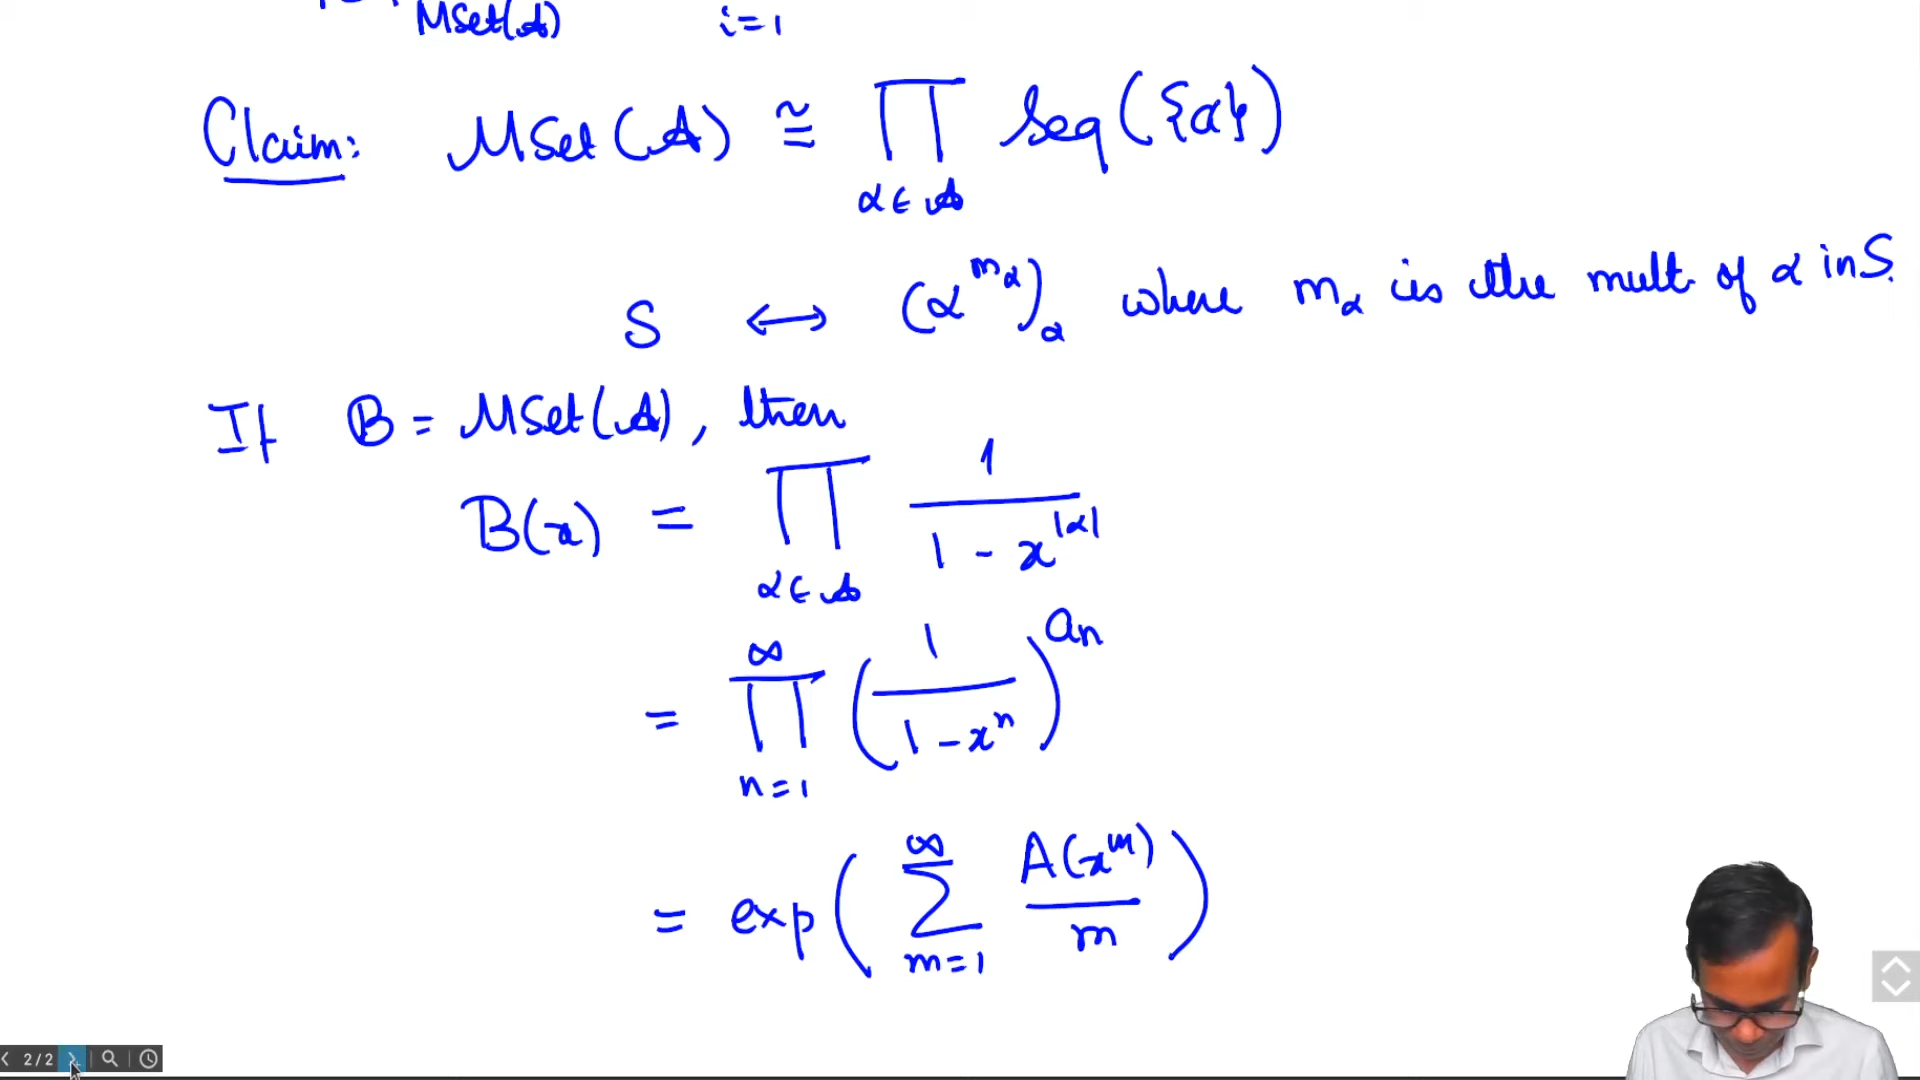 MSet(A) i=1
Claim: MSet(A) ≅ ∏ Seq({α})
α∈A
S ↔ (α^{m_α})_α where m_α is the mult. of α in S.
If B = MSet(A), then
B(x) = ∏_{α∈A} 1/(1 - x^{|α|})
= ∏_{n=1}^{∞} (1/(1 - x^n))^{a_n}
= exp(∑_{m=1}^{∞} A(x^m)/m)
2/2